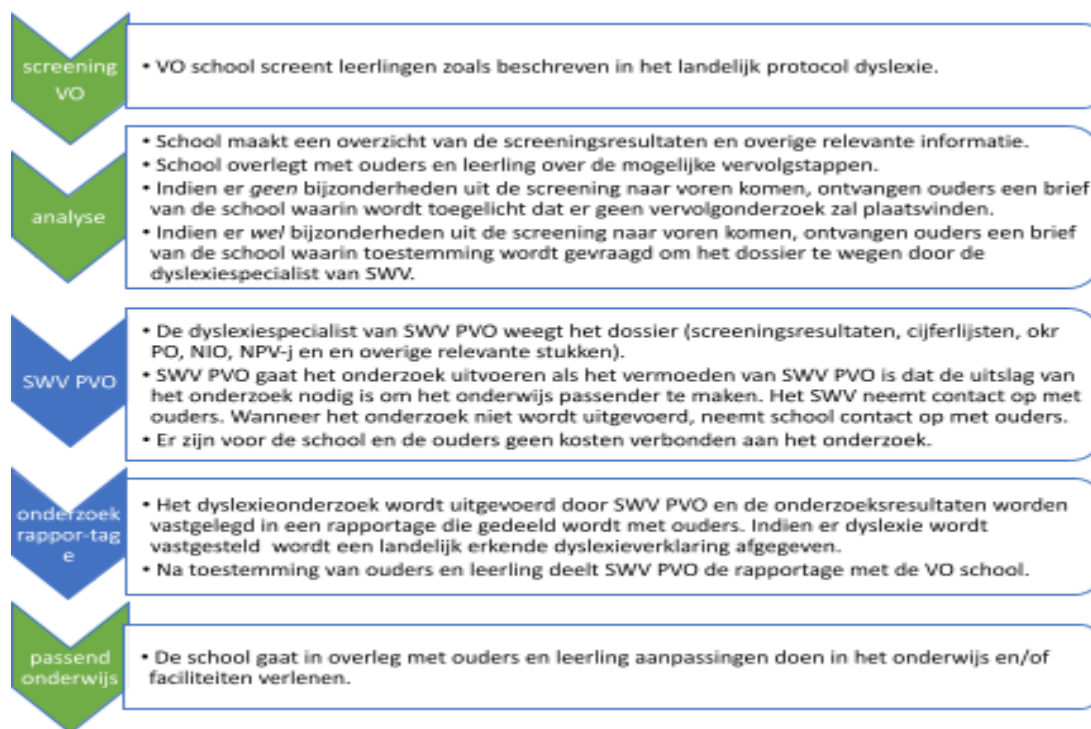 screening
VO
• VO school screent leerlingen zoals beschreven in het landelijk protocol dyslexie.
analyse
• School maakt een overzicht van de screeningsresultaten en overige relevante informatie.
• School overlegt met ouders en leerling over de mogelijke vervolgstappen.
• Indien er geen bijzonderheden uit de screening naar voren komen, ontvangen ouders een brief
van de school waarin wordt toegelicht dat er geen vervolgonderzoek zal plaatsvinden.
• Indien er wel bijzonderheden uit de screening naar voren komen, ontvangen ouders een brief
van de school waarin toestemming wordt gevraagd om het dossier te wegen door de
dyslexiespecialist van SWV.
SWV PVO
• De dyslexiespecialist van SWV PVO weegt het dossier (screeningsresultaten, cijferlijsten, okr
PO, NIO, NPV-j en en overige relevante stukken).
• SWV PVO gaat het onderzoek uitvoeren als het vermoeden van SWV PVO is dat de uitslag van
het onderzoek nodig is om het onderwijs passender te maken. Het SWV neemt contact op met
ouders. Wanneer het onderzoek niet wordt uitgevoerd, neemt school contact op met ouders.
• Er zijn voor de school en de ouders geen kosten verbonden aan het onderzoek.
onderzoek
rappor-tag
e
• Het dyslexieonderzoek wordt uitgevoerd door SWV PVO en de onderzoeksresultaten worden
vastgelegd in een rapportage die gedeeld wordt met ouders. Indien er dyslexie wordt
vastgesteld wordt een landelijk erkende dyslexieverklaring afgegeven.
• Na toestemming van ouders en leerling deelt SWV PVO de rapportage met de VO school.
passend
onderwijs
• De school gaat in overleg met ouders en leerling aanpassingen doen in het onderwijs en/of
faciliteiten verlenen.